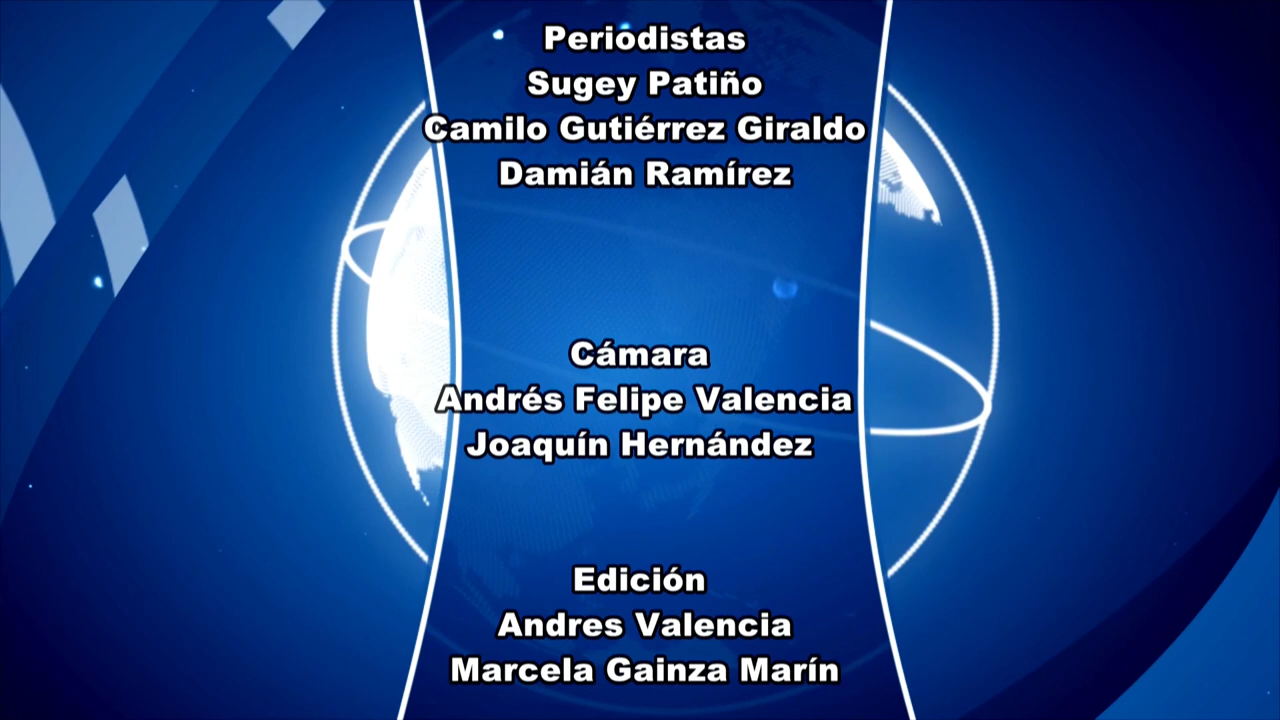 Periodistas
Sugey Patiño
Camilo Gutiérrez Giraldo
Damián Ramírez
Cámara
Andrés Felipe Valencia
Joaquín Hernández
Edición
Andres Valencia
Marcela Gainza Marín